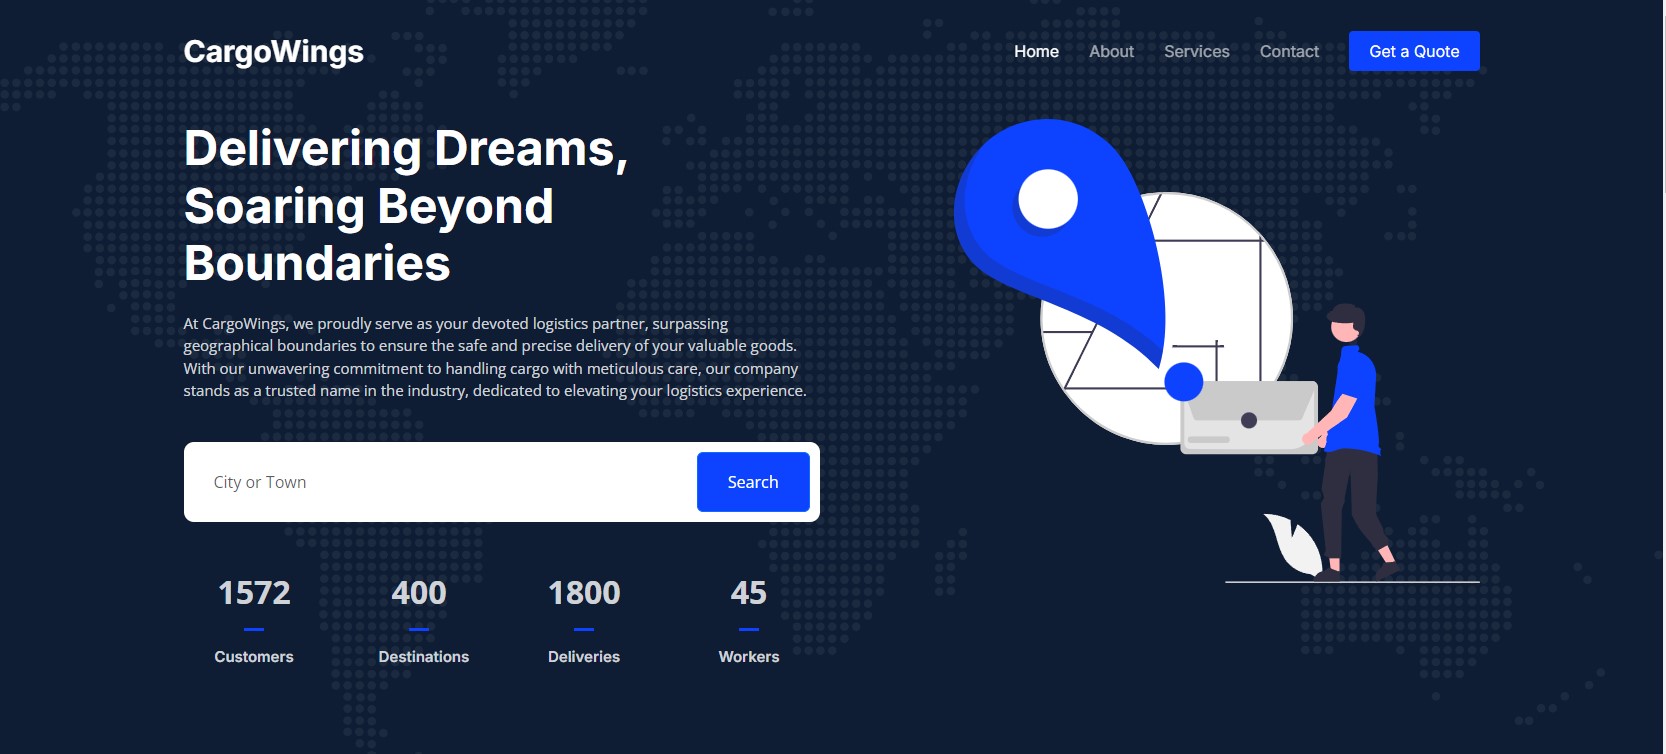 CargoWings
Home About Services Contact Get a Quote
Delivering Dreams,
Soaring Beyond
Boundaries
At CargoWings, we proudly serve as your devoted logistics partner, surpassing
geographical boundaries to ensure the safe and precise delivery of your valuable goods.
With our unwavering commitment to handling cargo with meticulous care, our company
stands as a trusted name in the industry, dedicated to elevating your logistics experience.
City or Town Search
1572 400 1800 45
Customers Destinations Deliveries Workers